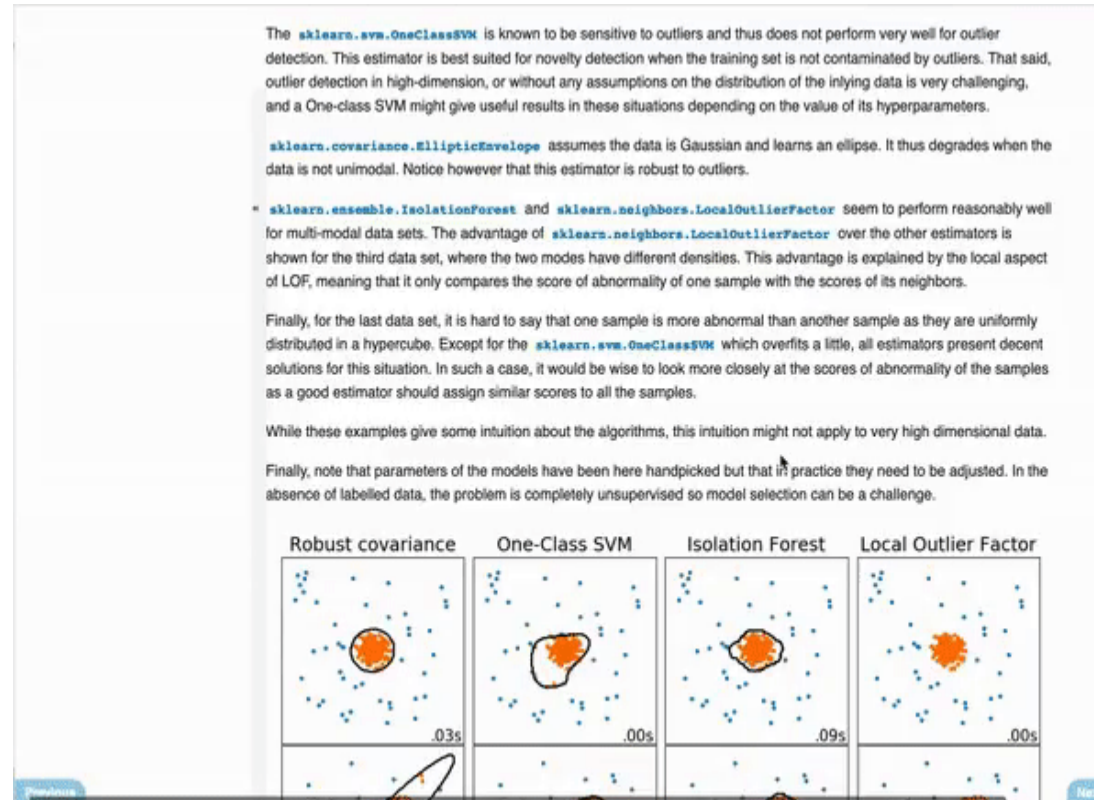 The sklearn.svm.OneClassSVM is known to be sensitive to outliers and thus does not perform very well for outlier
detection. This estimator is best suited for novelty detection when the training set is not contaminated by outliers. That said,
outlier detection in high-dimension, or without any assumptions on the distribution of the inlying data is very challenging,
and a One-class SVM might give useful results in these situations depending on the value of its hyperparameters.
sklearn.covariance.EllipticEnvelope assumes the data is Gaussian and learns an ellipse. It thus degrades when the
data is not unimodal. Notice however that this estimator is robust to outliers.
sklearn.ensemble.IsolationForest and sklearn.neighbors.LocalOutlierFactor seem to perform reasonably well
for multi-modal data sets. The advantage of sklearn.neighbors.LocalOutlierFactor over the other estimators is
shown for the third data set, where the two modes have different densities. This advantage is explained by the local aspect
of LOF, meaning that it only compares the score of abnormality of one sample with the scores of its neighbors.
Finally, for the last data set, it is hard to say that one sample is more abnormal than another sample as they are uniformly
distributed in a hypercube. Except for the sklearn.svm.OneClassSVM which overfits a little, all estimators present decent
solutions for this situation. In such a case, it would be wise to look more closely at the scores of abnormality of the samples
as a good estimator should assign similar scores to all the samples.
While these examples give some intuition about the algorithms, this intuition might not apply to very high dimensional data.
Finally, note that parameters of the models have been here handpicked but that in practice they need to be adjusted. In the
absence of labelled data, the problem is completely unsupervised so model selection can be a challenge.
Robust covariance One-Class SVM Isolation Forest Local Outlier Factor
.03s .00s .09s .00s
Previous Ne